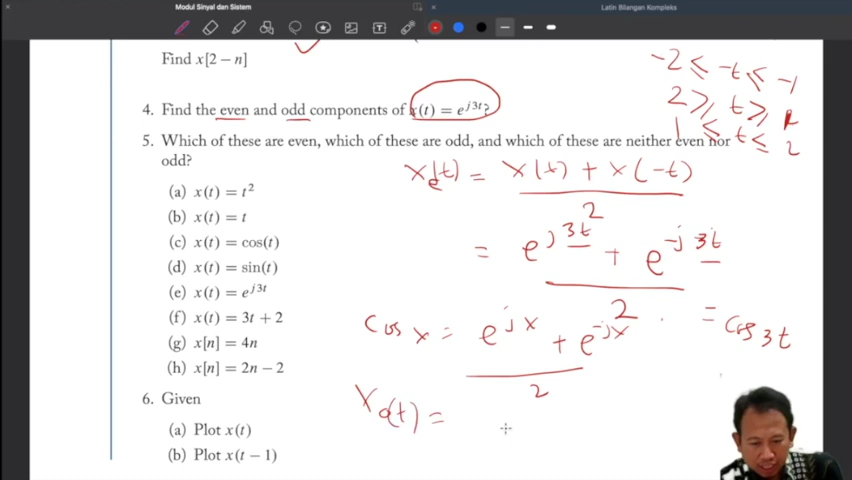 Modul Sinyal dan Sistem
Latin Bilangan Kompleks
Find x[2 − n]
-2 ≤ -t ≤ -1
2 ≥ t ≥ 1
1 ≤ t ≤ 2
4. Find the even and odd components of x(t) = e^{j3t}?
5. Which of these are even, which of these are odd, and which of these are neither even nor
odd?
x_e(t) = x(t) + x(-t)
2
(a) x(t) = t²
(b) x(t) = t
(c) x(t) = cos(t)
(d) x(t) = sin(t)
(e) x(t) = e^{j3t}
(f) x(t) = 3t + 2
(g) x[n] = 4n
(h) x[n] = 2n − 2
= e^{j3t} + e^{-j3t}
2
= cos 3t
cos x = e^{jx} + e^{-jx}
2
x_o(t) =
6. Given
(a) Plot x(t)
(b) Plot x(t − 1)